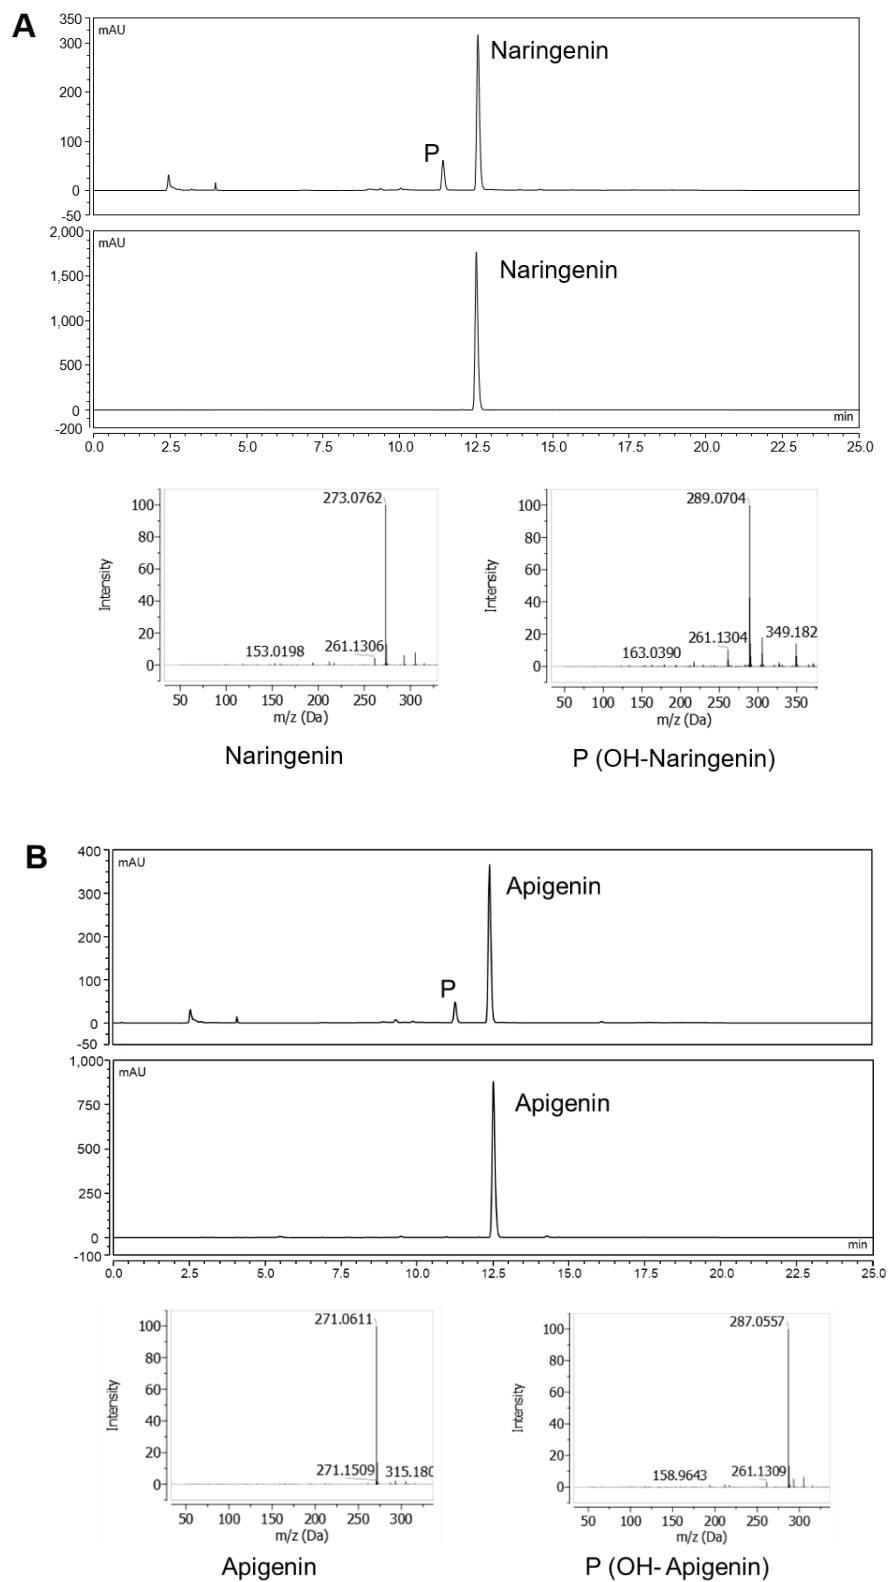 A
350
mAU
300
Naringenin
200
P
100
0
-50
2,000
mAU
1,500
Naringenin
1,000
500
0
min
-200
0.0 2.5 5.0 7.5 10.0 12.5 15.0 17.5 20.0 22.5 25.0
273.0762
100
80
60
40
20
0
Intensity
153.0198
261.1306
50 100 150 200 250 300
m/z (Da)
Naringenin
289.0704
100
80
60
40
20
0
Intensity
163.0390
261.1304
349.182
50 100 150 200 250 300 350
m/z (Da)
P (OH-Naringenin)
B
400
mAU
Apigenin
300
200
P
100
0
-50
1,000
mAU
Apigenin
750
500
250
0
min
-100
0.0 2.5 5.0 7.5 10.0 12.5 15.0 17.5 20.0 22.5 25.0
271.0611
100
80
60
40
20
0
Intensity
271.1509
315.180
50 100 150 200 250 300
m/z (Da)
Apigenin
287.0557
100
80
60
40
20
0
Intensity
158.9643
261.1309
50 100 150 200 250 300
m/z (Da)
P (OH- Apigenin)